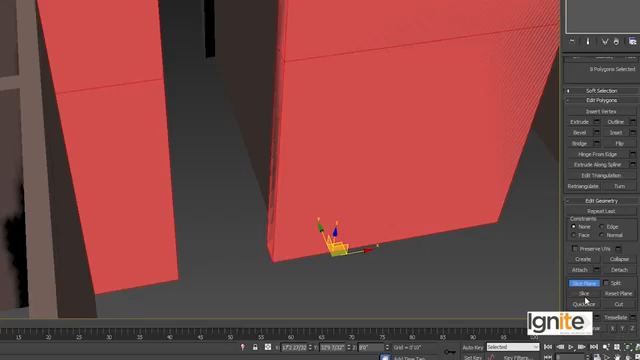 8 Polygons Selected
Soft Selection
Edit Polygons
Insert Vertex
Extrude Outline
Bevel Inset
Bridge Flip
Hinge From Edge
Extrude Along Spline
Edit Triangulation
Retriangulate Turn
Edit Geometry
Repeat Last
Constraints
None Edge
Face Normal
Preserve UVs
Create Collapse
Attach Detach
Slice Plane Split
Slice Reset Plane
QuickSlice Cut
Ignite
Tessellate
Auto Key Selected
Set Key Key Filters...
Add Time Tag